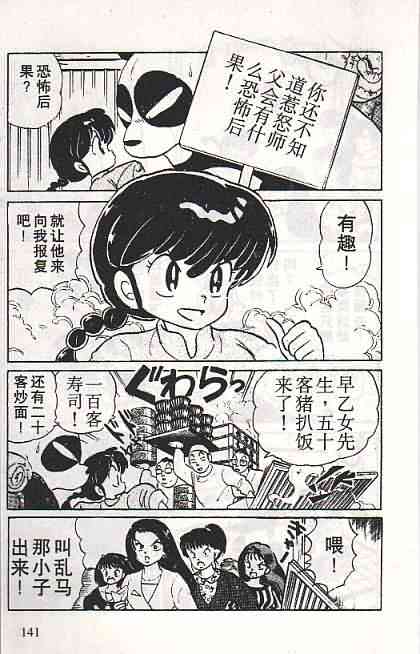 你还不知
道惹怒师
父会有什
么恐怖后
果！
恐怖后
果？
有趣！
就让他来
向我报复
吧！
早乙女先
生，五十
客猪扒饭
来了！
ぐわらっ
一百客
寿司！
还有二十
客炒面！
喂！
叫乱马
那小子
出来！
141